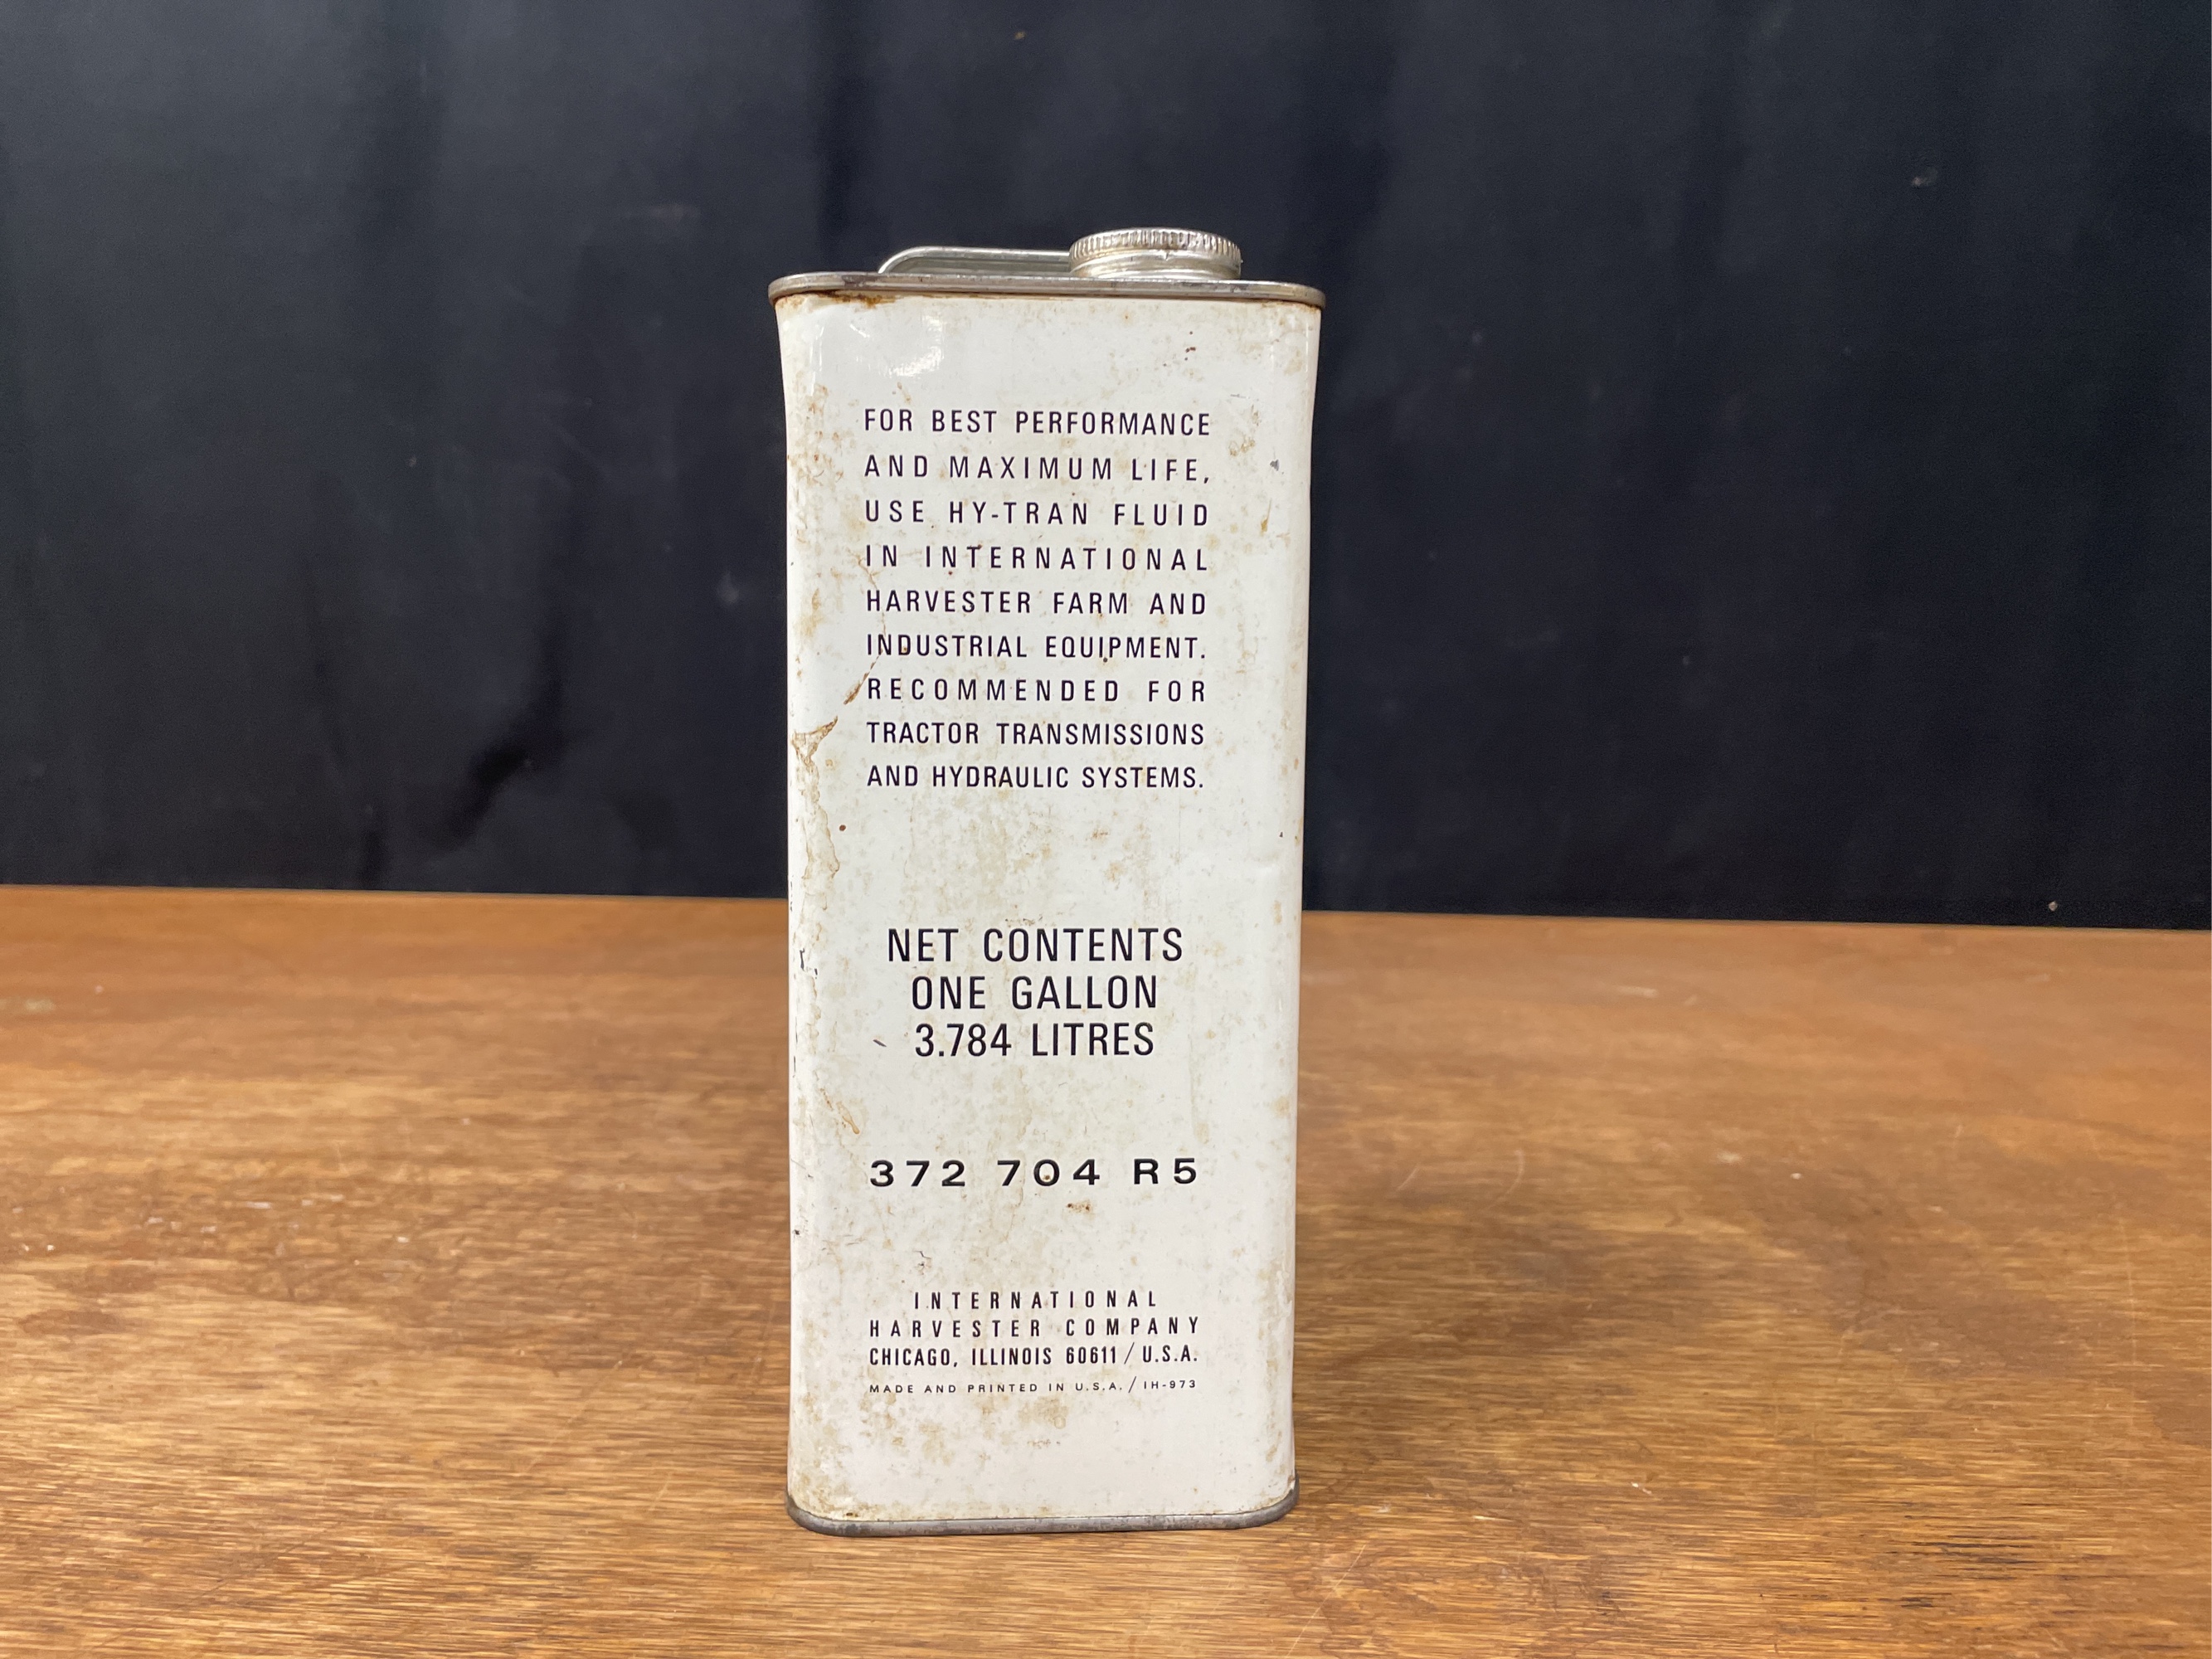 FOR BEST PERFORMANCE
AND MAXIMUM LIFE,
USE HY-TRAN FLUID
IN INTERNATIONAL
HARVESTER FARM AND
INDUSTRIAL EQUIPMENT.
RECOMMENDED FOR
TRACTOR TRANSMISSIONS
AND HYDRAULIC SYSTEMS.
NET CONTENTS
ONE GALLON
3.784 LITRES
372 704 R5
INTERNATIONAL
HARVESTER COMPANY
CHICAGO, ILLINOIS 60611 / U.S.A.
MADE AND PRINTED IN U.S.A. / IH-973